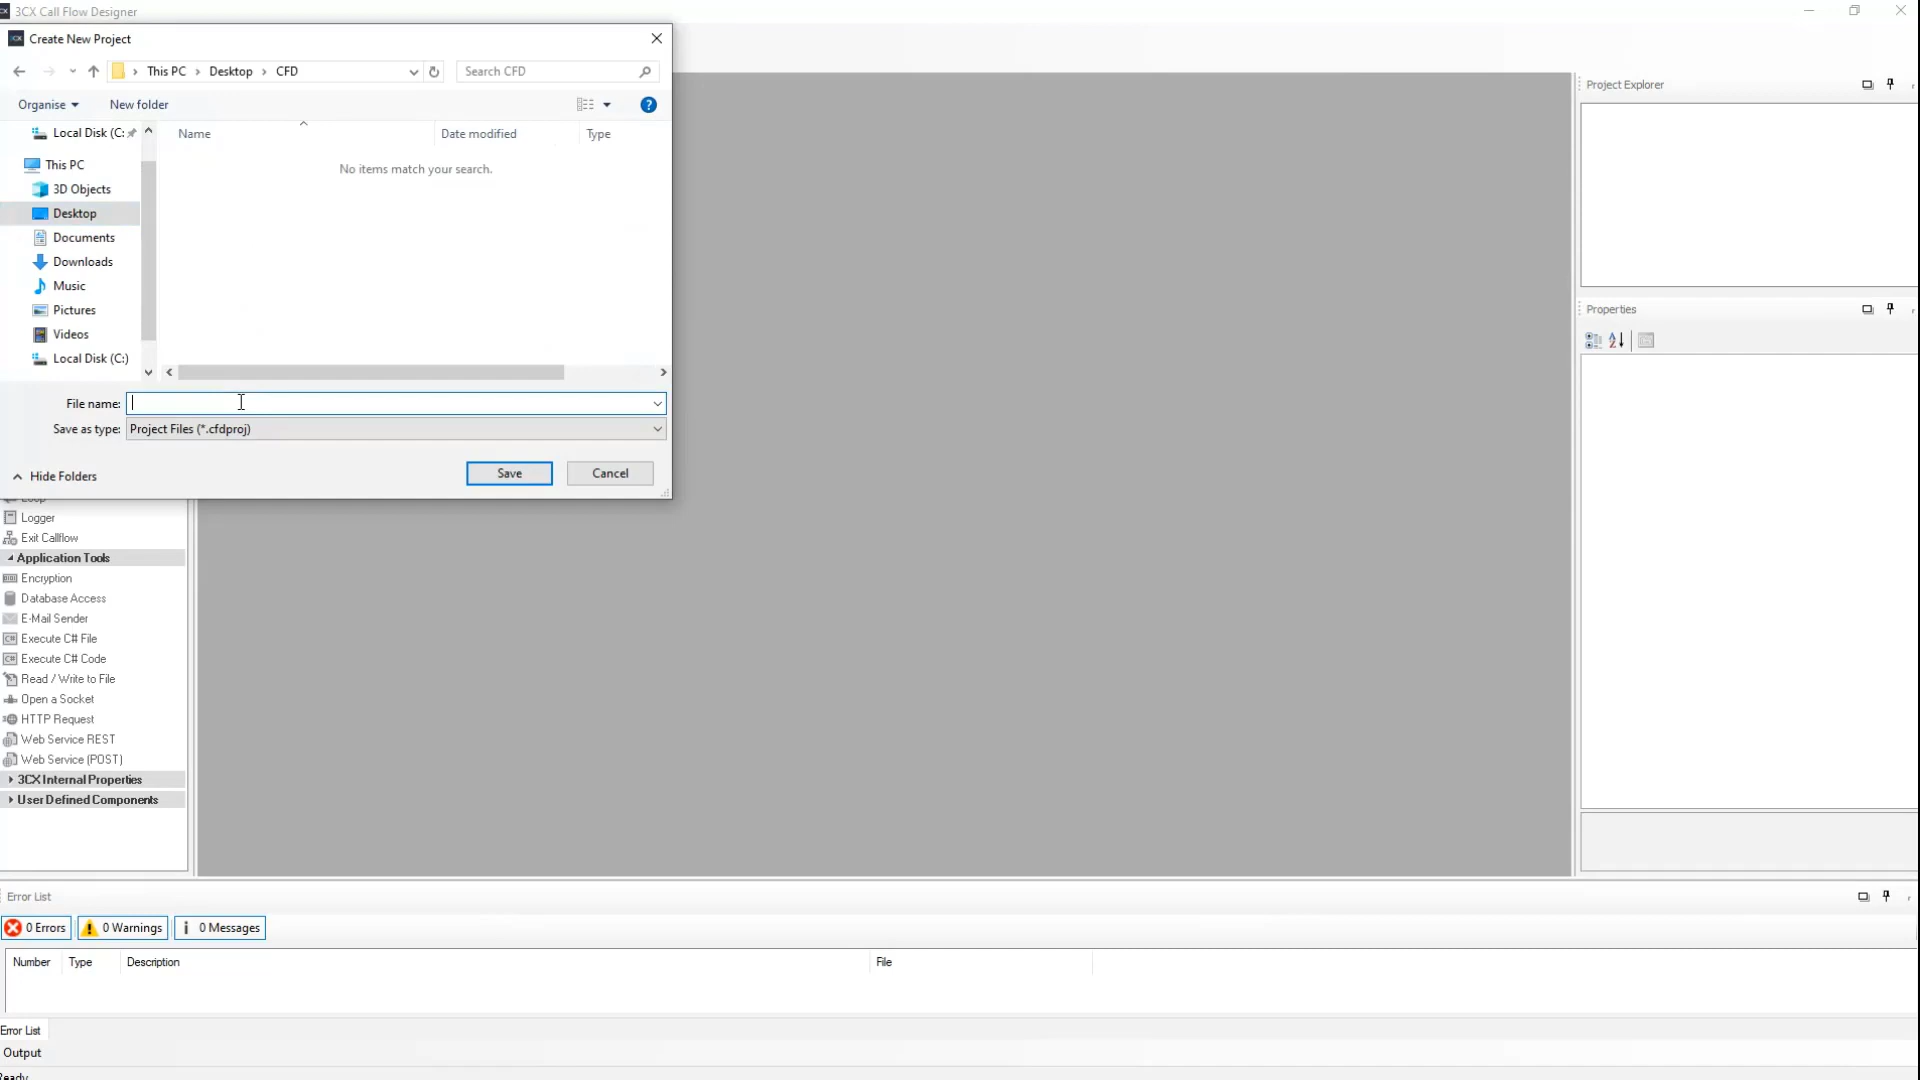 3CX Call Flow Designer
Create New Project
This PC > Desktop > CFD
Search CFD
Organise
New folder
Name
Date modified
Type
No items match your search.
Local Disk (C:
This PC
3D Objects
Desktop
Documents
Downloads
Music
Pictures
Videos
Local Disk (C:)
File name:
Save as type:
Project Files (*.cfdproj)
Hide Folders
Save
Cancel
Logger
Exit Callflow
Application Tools
Encryption
Database Access
E-Mail Sender
Execute C# File
Execute C# Code
Read / Write to File
Open a Socket
HTTP Request
Web Service REST
Web Service (POST)
3CX Internal Properties
User Defined Components
Project Explorer
Properties
Error List
0 Errors
0 Warnings
0 Messages
Number
Type
Description
File
Error List
Output
Ready